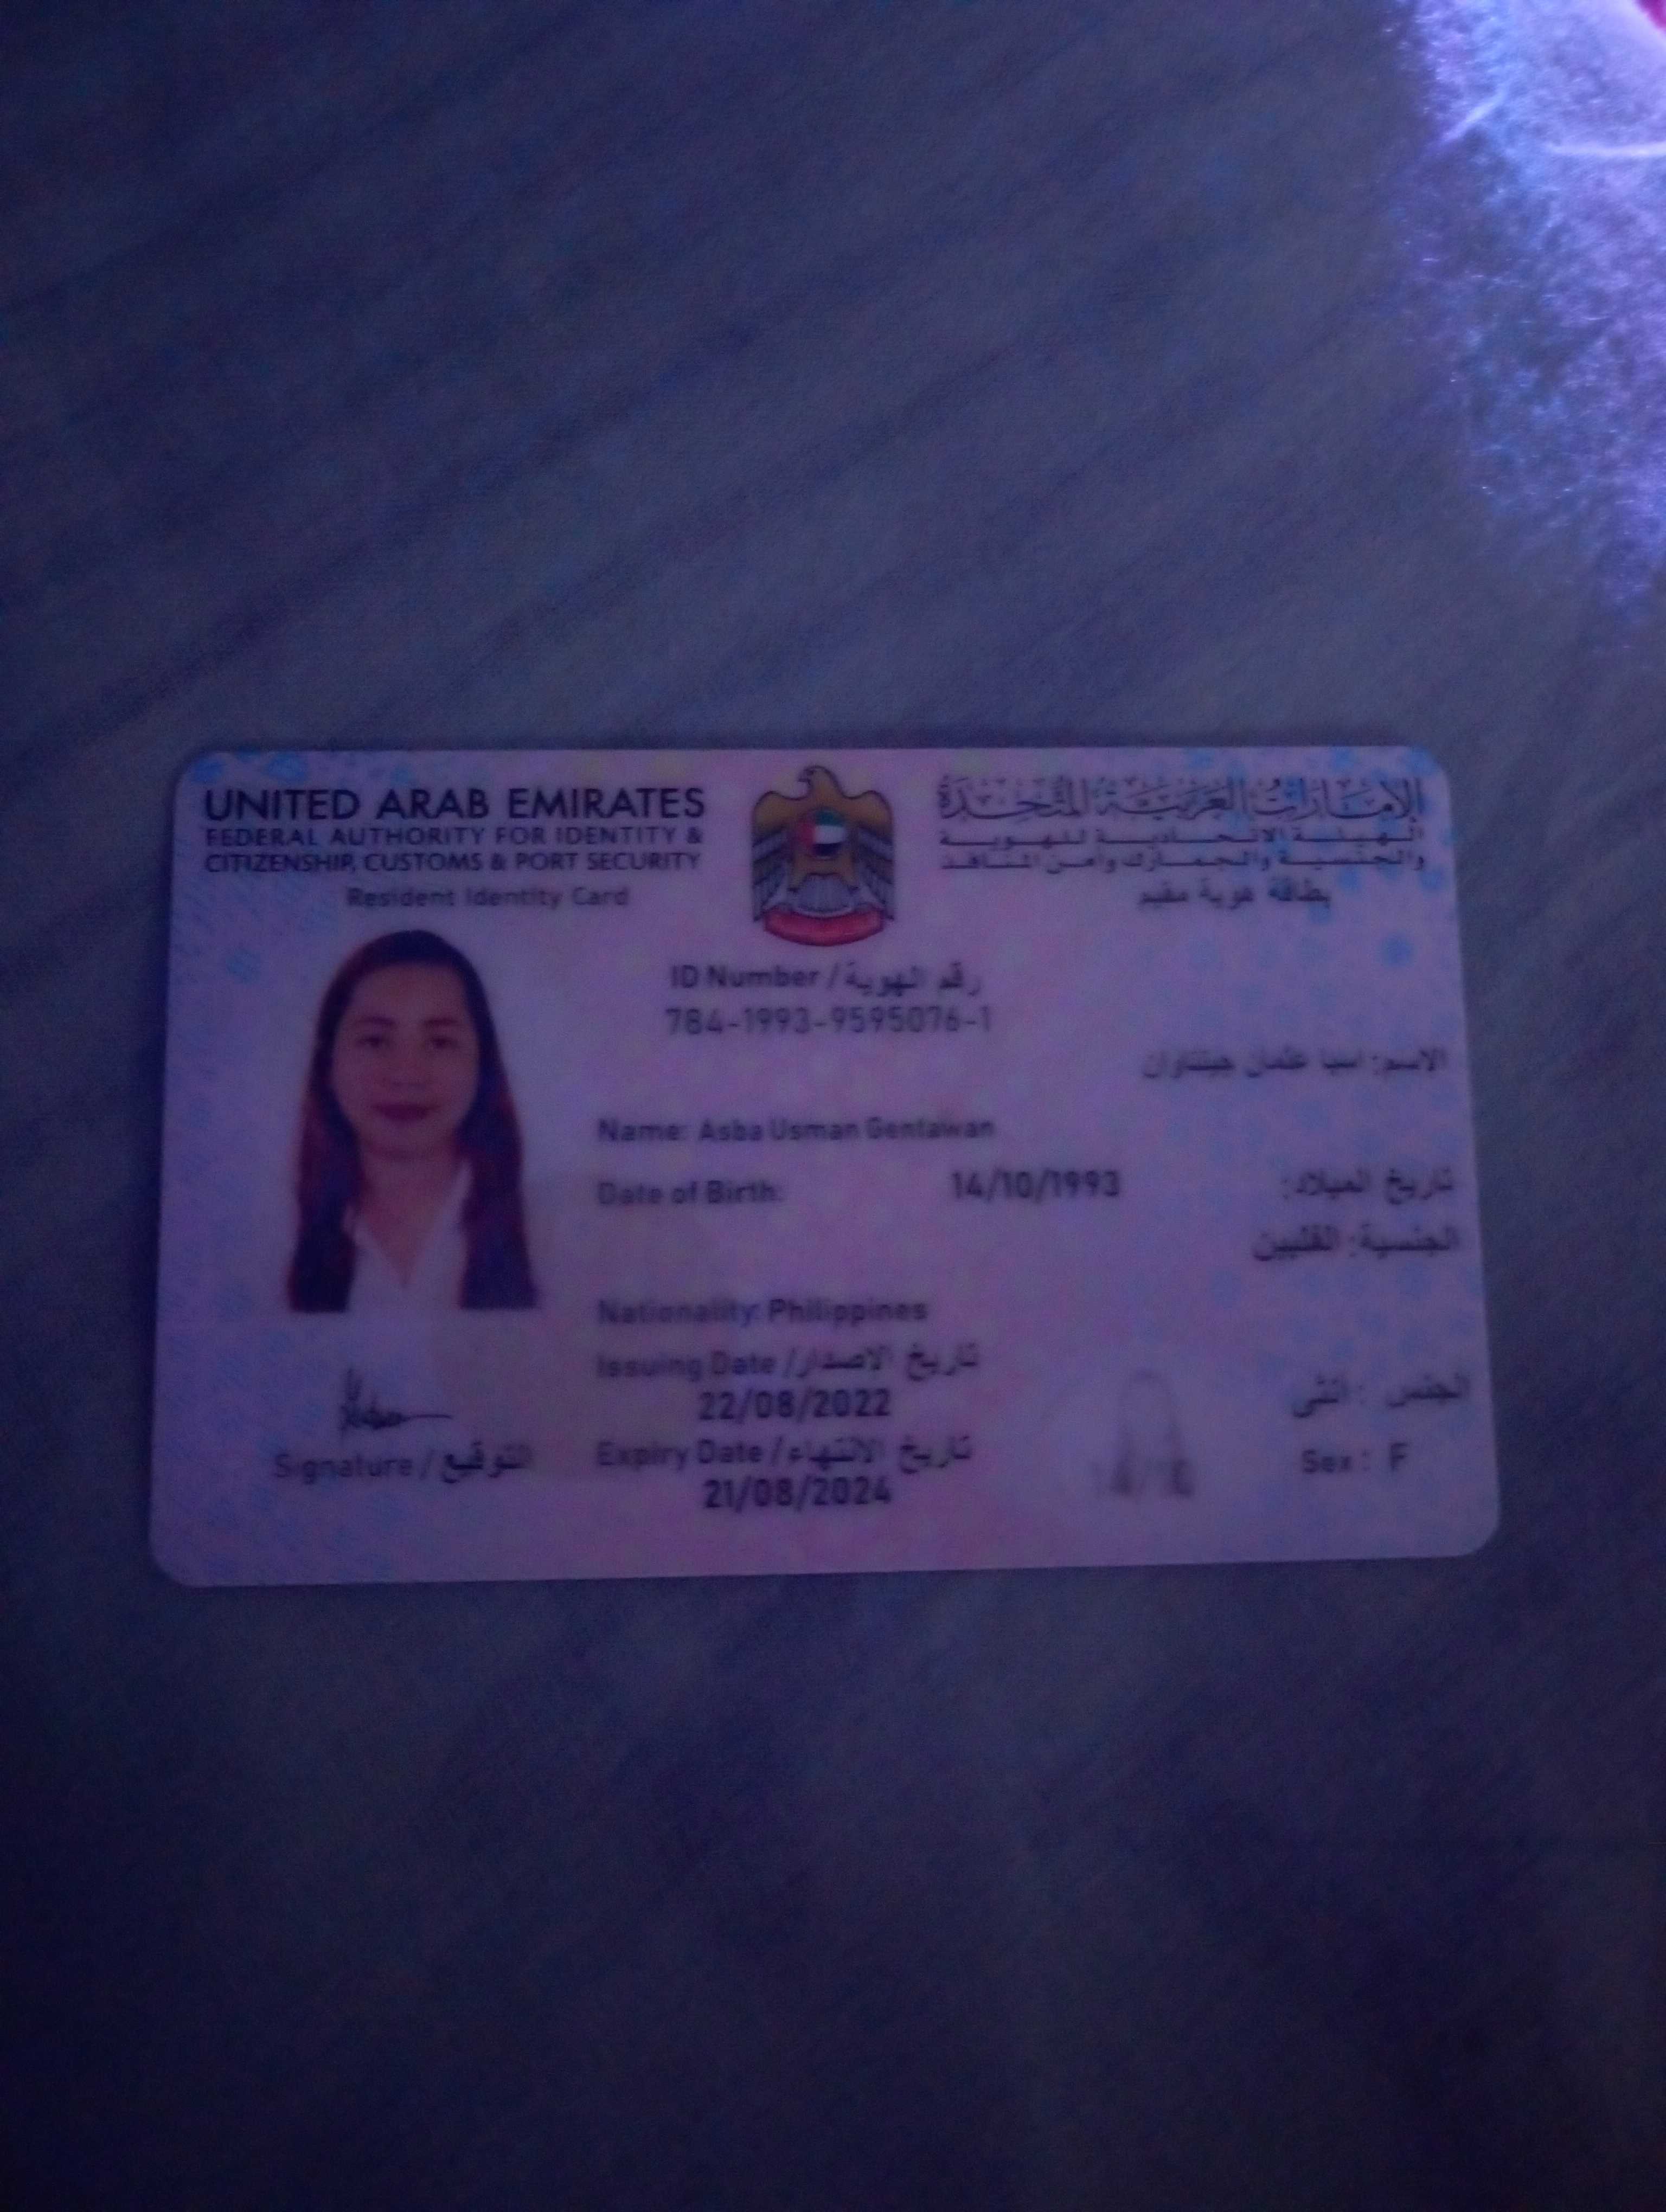 UNITED ARAB EMIRATES
FEDERAL AUTHORITY FOR IDENTITY &
CITIZENSHIP, CUSTOMS & PORT SECURITY
Resident Identity Card
الإمارات العربية المتحدة
الهيئة الاتحادية للهوية
والجنسية والجمارك وأمن المنافذ
بطاقة هوية مقيم
ID Number / رقم الهوية
784-1993-9595076-1
الاسم: اسبا عثمان جينتاوان
Name: Asba Usman Gentawan
Date of Birth: 14/10/1993 تاريخ الميلاد:
الجنسية: الفلبين
Nationality: Philippines
Issuing Date / تاريخ الاصدار
22/08/2022
Expiry Date / تاريخ الانتهاء
21/08/2024
الجنس : أنثى
Sex : F
Signature / التوقيع